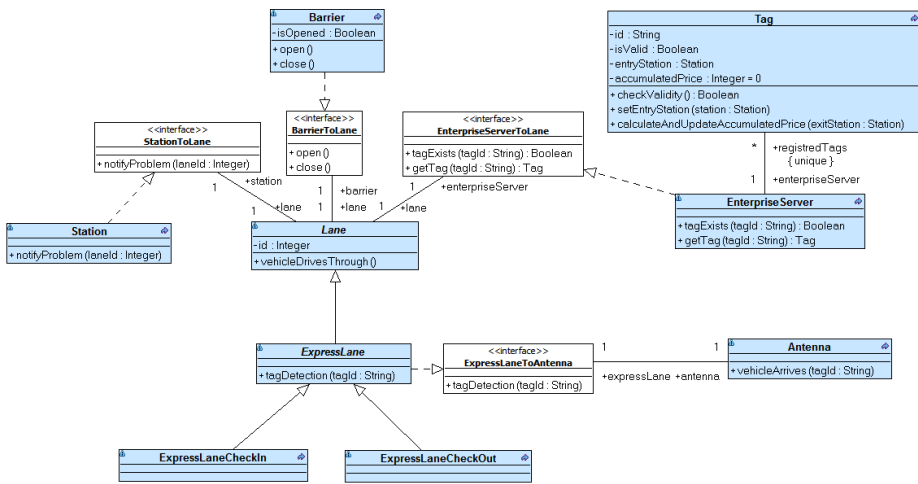 Barrier
-isOpened : Boolean
+open()
+close()
Tag
-id : String
-isValid : Boolean
-entryStation : Station
-accumulatedPrice : Integer = 0
+checkValidity() : Boolean
+setEntryStation (station : Station)
+calculateAndUpdateAccumulatedPrice (exitStation : Station)
<<interface>>
StationToLane
+notifyProblem (laneId : Integer)
<<interface>>
BarrierToLane
+open()
+close()
<<interface>>
EnterpriseServerToLane
+tagExists (tagId : String) : Boolean
+getTag (tagId : String) : Tag
*
+registredTags
{ unique }
1
+enterpriseServer
1
+station
1
+lane
1
+barrier
1
+lane
1
+enterpriseServer
1
+lane
EnterpriseServer
+tagExists (tagId : String) : Boolean
+getTag (tagId : String) : Tag
Station
+notifyProblem (laneId : Integer)
Lane
-id : Integer
+vehicleDrivesThrough ()
ExpressLane
+tagDetection (tagId : String)
<<interface>>
ExpressLaneToAntenna
+tagDetection (tagId : String)
1
+expressLane
1
+antenna
Antenna
+vehicleArrives (tagId : String)
ExpressLaneCheckIn
ExpressLaneCheckOut